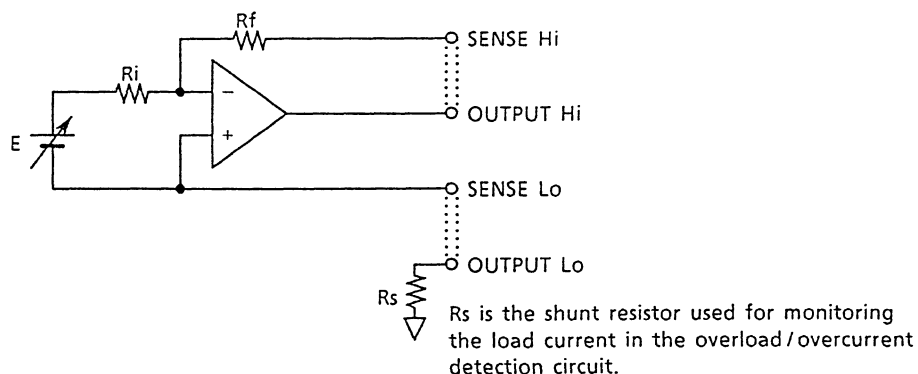 Rf
SENSE Hi
Ri
−
OUTPUT Hi
E
+
SENSE Lo
OUTPUT Lo
Rs
Rs is the shunt resistor used for monitoring
the load current in the overload/overcurrent
detection circuit.